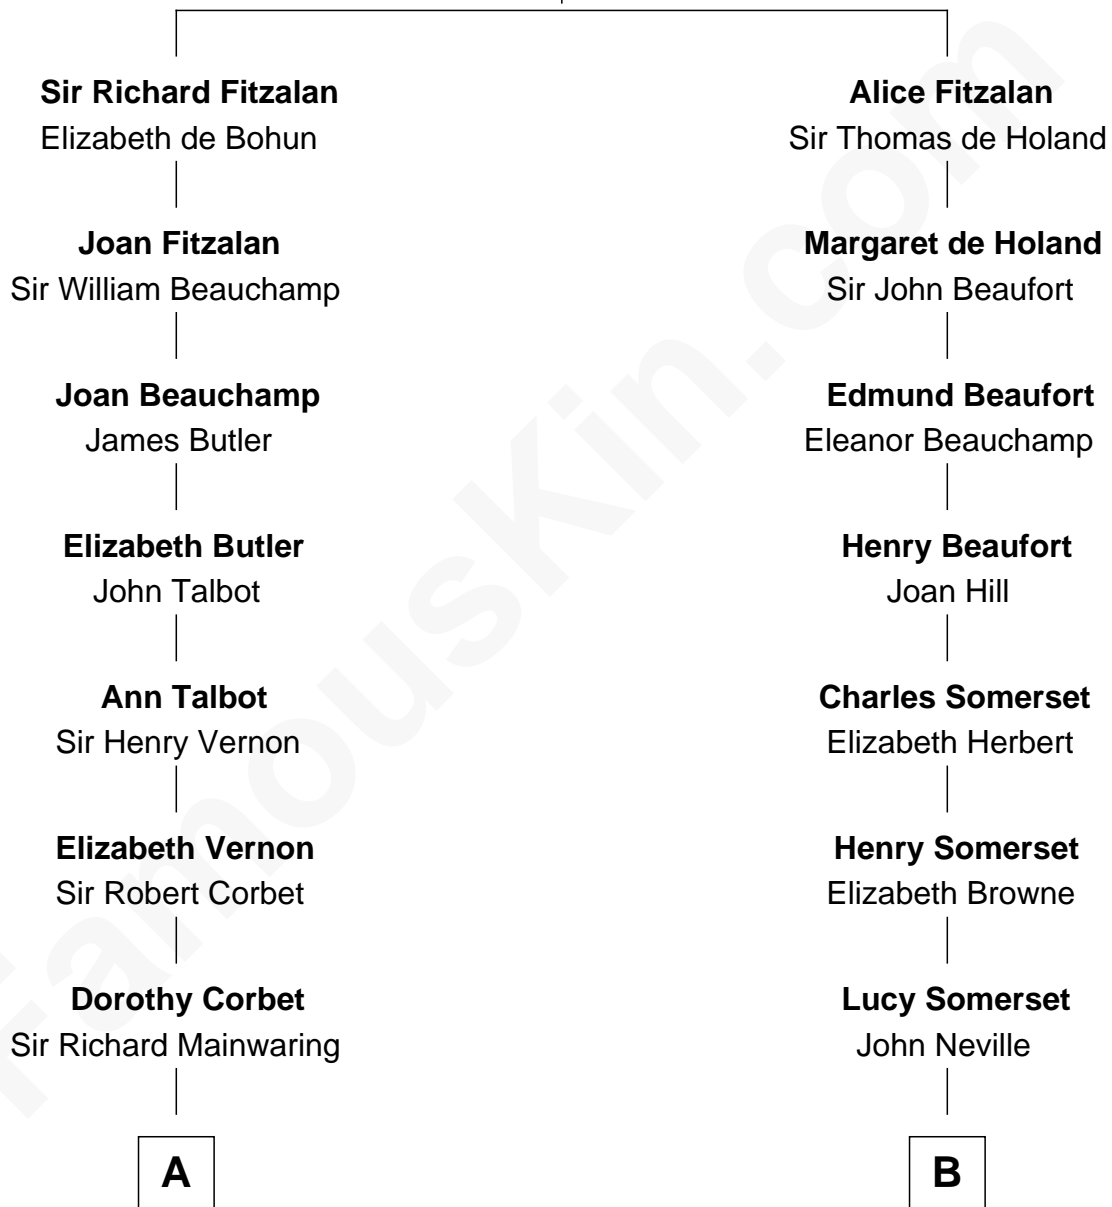 Sir Richard Fitzalan
Elizabeth de Bohun
Joan Fitzalan
Sir William Beauchamp
Joan Beauchamp
James Butler
Elizabeth Butler
John Talbot
Ann Talbot
Sir Henry Vernon
Elizabeth Vernon
Sir Robert Corbet
Dorothy Corbet
Sir Richard Mainwaring
A
Alice Fitzalan
Sir Thomas de Holand
Margaret de Holand
Sir John Beaufort
Edmund Beaufort
Eleanor Beauchamp
Henry Beaufort
Joan Hill
Charles Somerset
Elizabeth Herbert
Henry Somerset
Elizabeth Browne
Lucy Somerset
John Neville
B
FamousKin.com